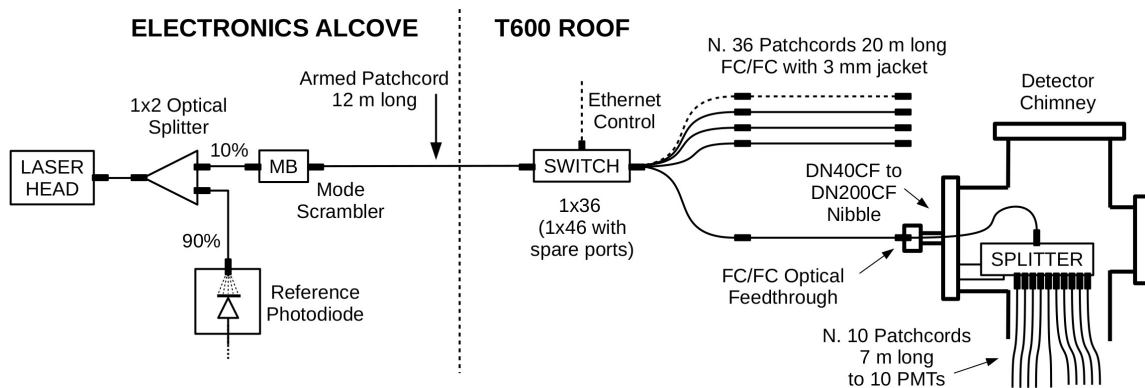 ELECTRONICS ALCOVE
T600 ROOF
N. 36 Patchcords 20 m long
FC/FC with 3 mm jacket
Armed Patchcord
12 m long
Detector
Chimney
1x2 Optical
Splitter
Ethernet
Control
10%
LASER
HEAD
MB
SWITCH
Mode
Scrambler
DN40CF to
DN200CF
Nibble
1x36
(1x46 with
spare ports)
90%
SPLITTER
FC/FC Optical
Feedthrough
Reference
Photodiode
N. 10 Patchcords
7 m long
to 10 PMTs